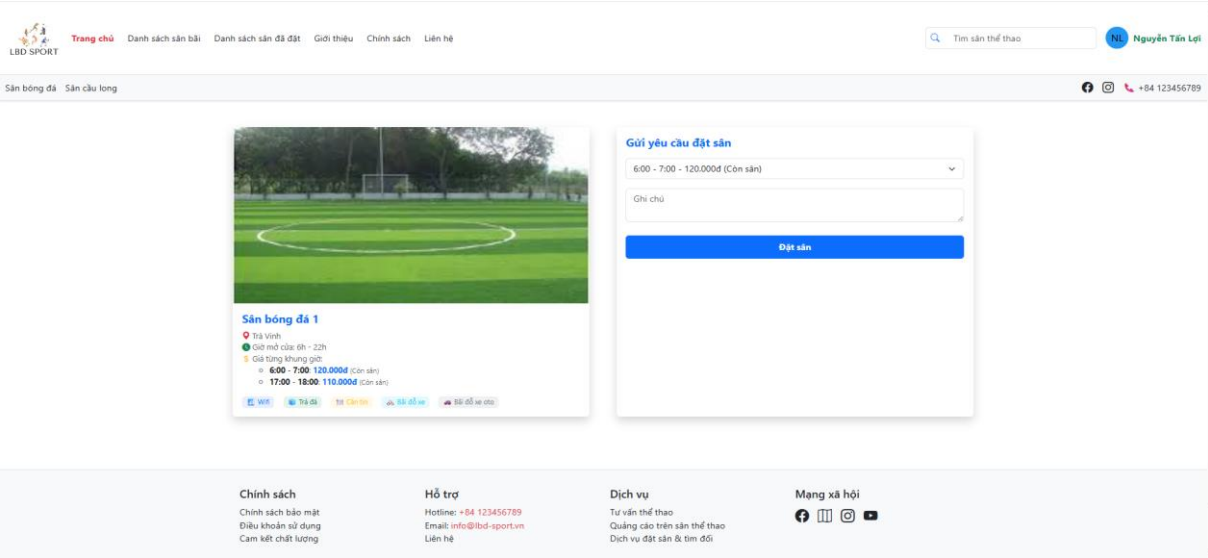 LBD SPORT
Trang chủ Danh sách sân bãi Danh sách sân đã đặt Giới thiệu Chính sách Liên hệ
Tìm sân thể thao
NL Nguyễn Tấn Lợi
Sân bóng đá Sân cầu long
+84 123456789
Gửi yêu cầu đặt sân
6:00 - 7:00 - 120.000đ (Còn sân)
Ghi chú
Đặt sân
Sân bóng đá 1
Trà Vinh
Giờ mở cửa: 6h - 22h
Giá từng khung giờ:
6:00 - 7:00: 120.000đ (Còn sân)
17:00 - 18:00: 110.000đ (Còn sân)
Wifi Trà đá Căn tin Bãi đỗ xe Bãi đỗ xe oto
Chính sách
Chính sách bảo mật
Điều khoản sử dụng
Cam kết chất lượng
Hỗ trợ
Hotline: +84 123456789
Email: info@lbd-sport.vn
Liên hệ
Dịch vụ
Tư vấn thể thao
Quảng cáo trên sân thể thao
Dịch vụ đặt sân & tìm đối
Mạng xã hội